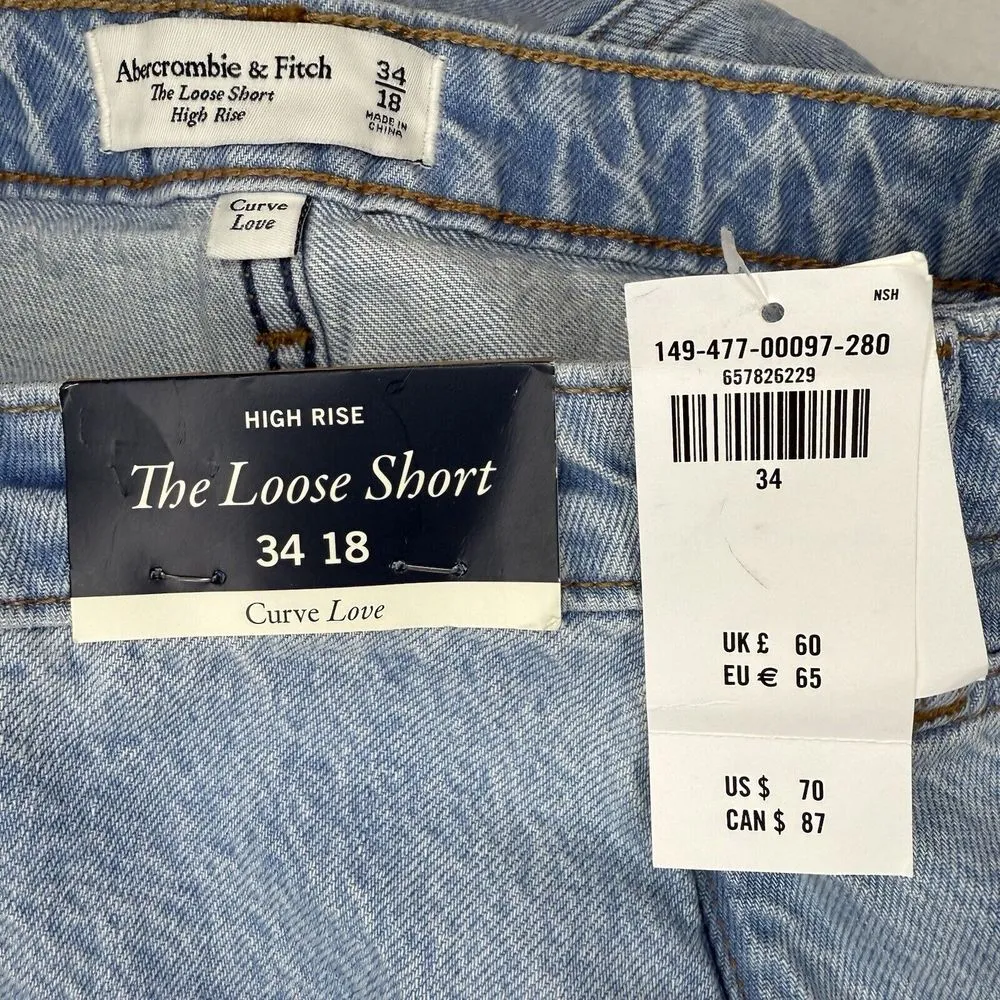 Abercrombie & Fitch
The Loose Short
High Rise
34
18
MADE IN
CHINA
Curve
Love
HIGH RISE
The Loose Short
34 18
Curve Love
NSH
149-477-00097-280
657826229
34
UK £ 60
EU € 65
US $ 70
CAN $ 87